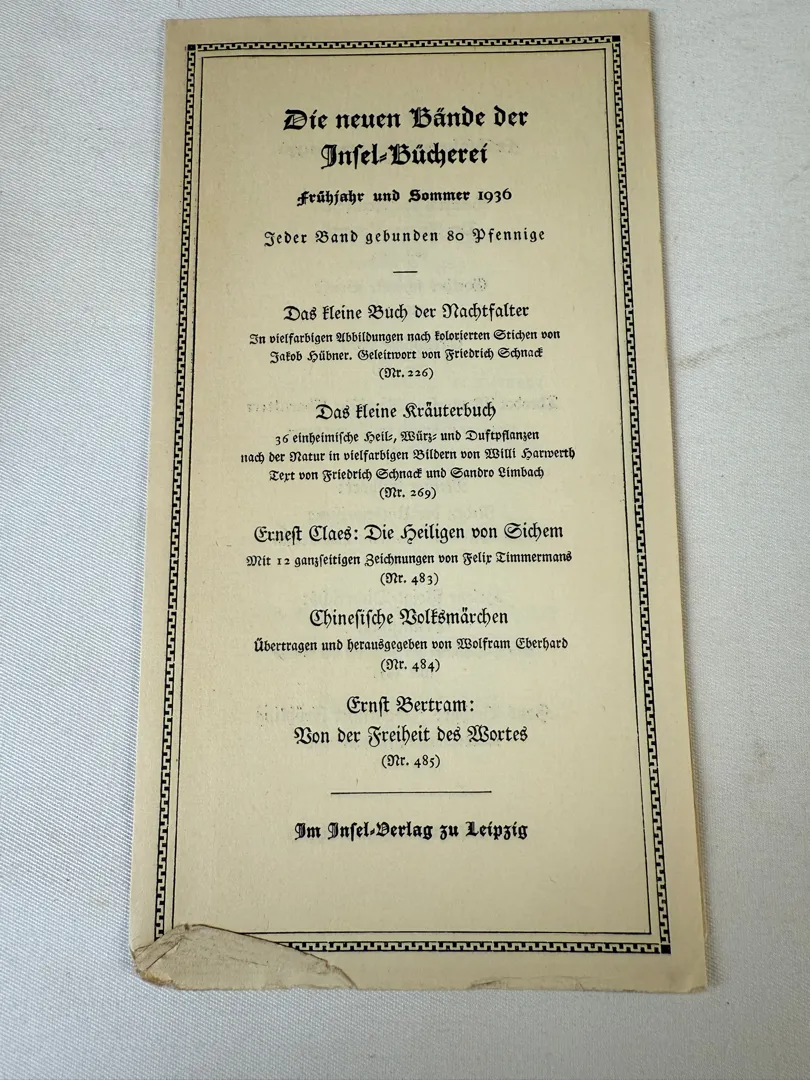 Die neuen Bände der
Insel-Bücherei
Frühjahr und Sommer 1936
Jeder Band gebunden 80 Pfennige
Das kleine Buch der Nachtfalter
In vielfarbigen Abbildungen nach kolorierten Stichen von
Jakob Hübner. Geleitwort von Friedrich Schnack
(Nr. 226)
Das kleine Kräuterbuch
36 einheimische Heil-, Würz- und Duftpflanzen
nach der Natur in vielfarbigen Bildern von Willi Harwerth
Text von Friedrich Schnack und Sandro Limbach
(Nr. 269)
Ernest Claes: Die Heiligen von Sichem
Mit 12 ganzseitigen Zeichnungen von Felix Timmermans
(Nr. 483)
Chinesische Volksmärchen
Übertragen und herausgegeben von Wolfram Eberhard
(Nr. 484)
Ernst Bertram:
Von der Freiheit des Wortes
(Nr. 485)
Im Insel-Verlag zu Leipzig